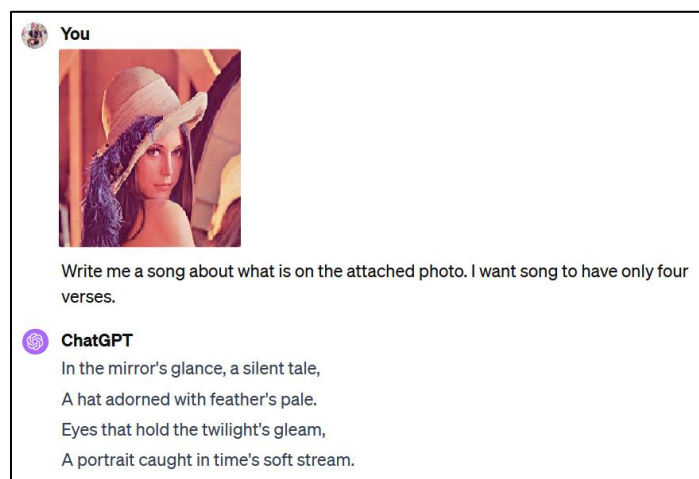 You
Write me a song about what is on the attached photo. I want song to have only four
verses.
ChatGPT
In the mirror's glance, a silent tale,
A hat adorned with feather's pale.
Eyes that hold the twilight's gleam,
A portrait caught in time's soft stream.